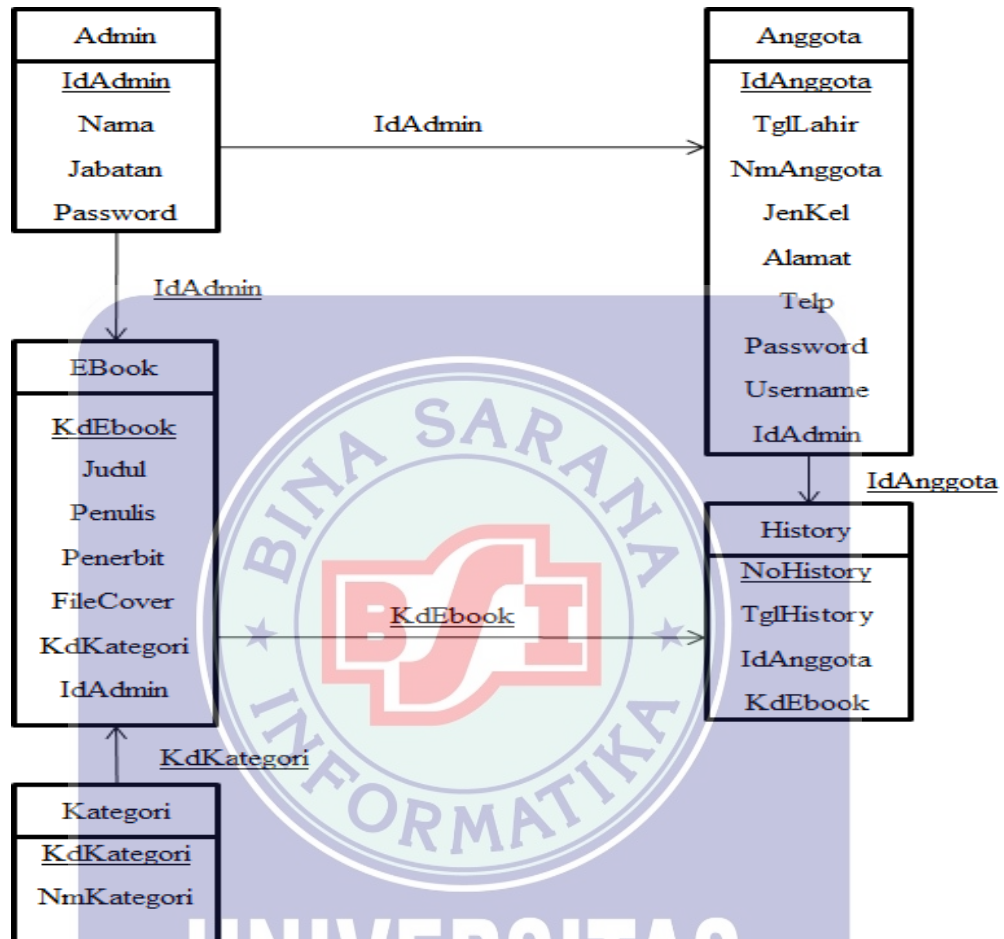 Admin
IdAdmin
Nama
Jabatan
Password
IdAdmin
Anggota
IdAnggota
TglLahir
NmAnggota
JenKel
Alamat
Telp
Password
Username
IdAdmin
IdAdmin
IdAnggota
EBook
KdEbook
Judul
Penulis
Penerbit
FileCover
KdKategori
IdAdmin
KdEbook
History
NoHistory
TglHistory
IdAnggota
KdEbook
KdKategori
Kategori
KdKategori
NmKategori
BINA SARANA
BSI
INFORMATIKA
UNIVERSITAS